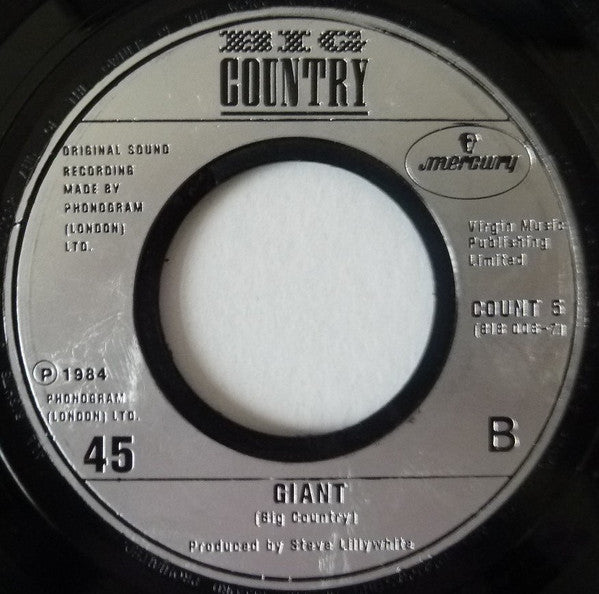 BIG
COUNTRY
ORIGINAL SOUND
RECORDING
MADE BY
PHONOGRAM
(LONDON)
LTD.
mercury
Virgin Music
Publishing
Limited
COUNT 5
P 1984
PHONOGRAM
(LONDON) LTD.
45
B
GIANT
(Big Country)
Produced by Steve Lillywhite